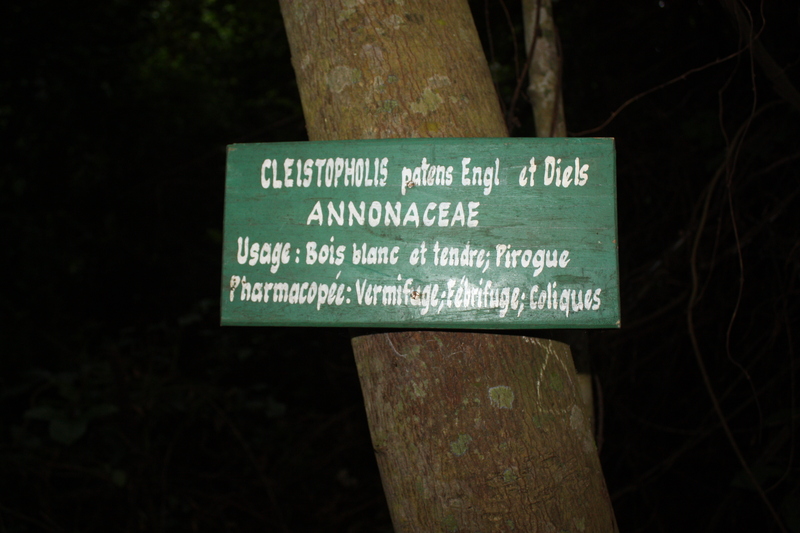 CLEISTOPHOLIS patens Engl et Diels
ANNONACEAE
Usage : Bois blanc et tendre; Pirogue
Pharmacopée : Vermifuge; Fébrifuge; Coliques